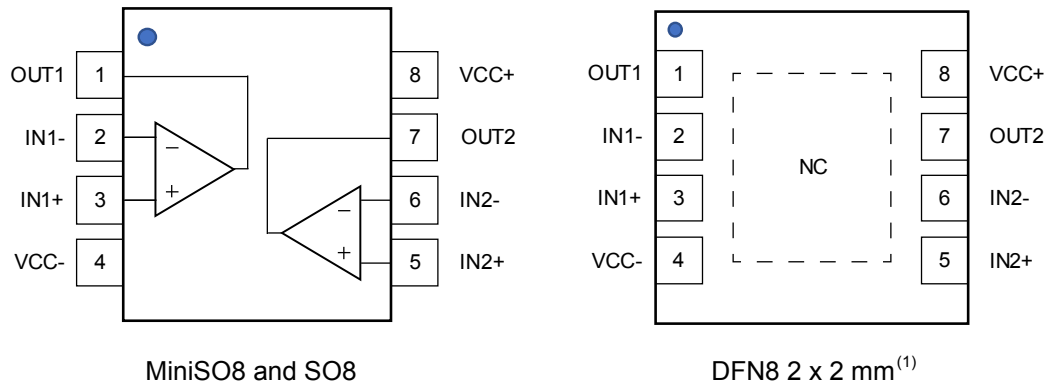 OUT1 1 8 VCC+
IN1- 2 − 7 OUT2
IN1+ 3 + − 6 IN2-
VCC- 4 + 5 IN2+
MiniSO8 and SO8
OUT1 1 8 VCC+
IN1- 2 7 OUT2
NC
IN1+ 3 6 IN2-
VCC- 4 5 IN2+
DFN8 2 x 2 mm(1)